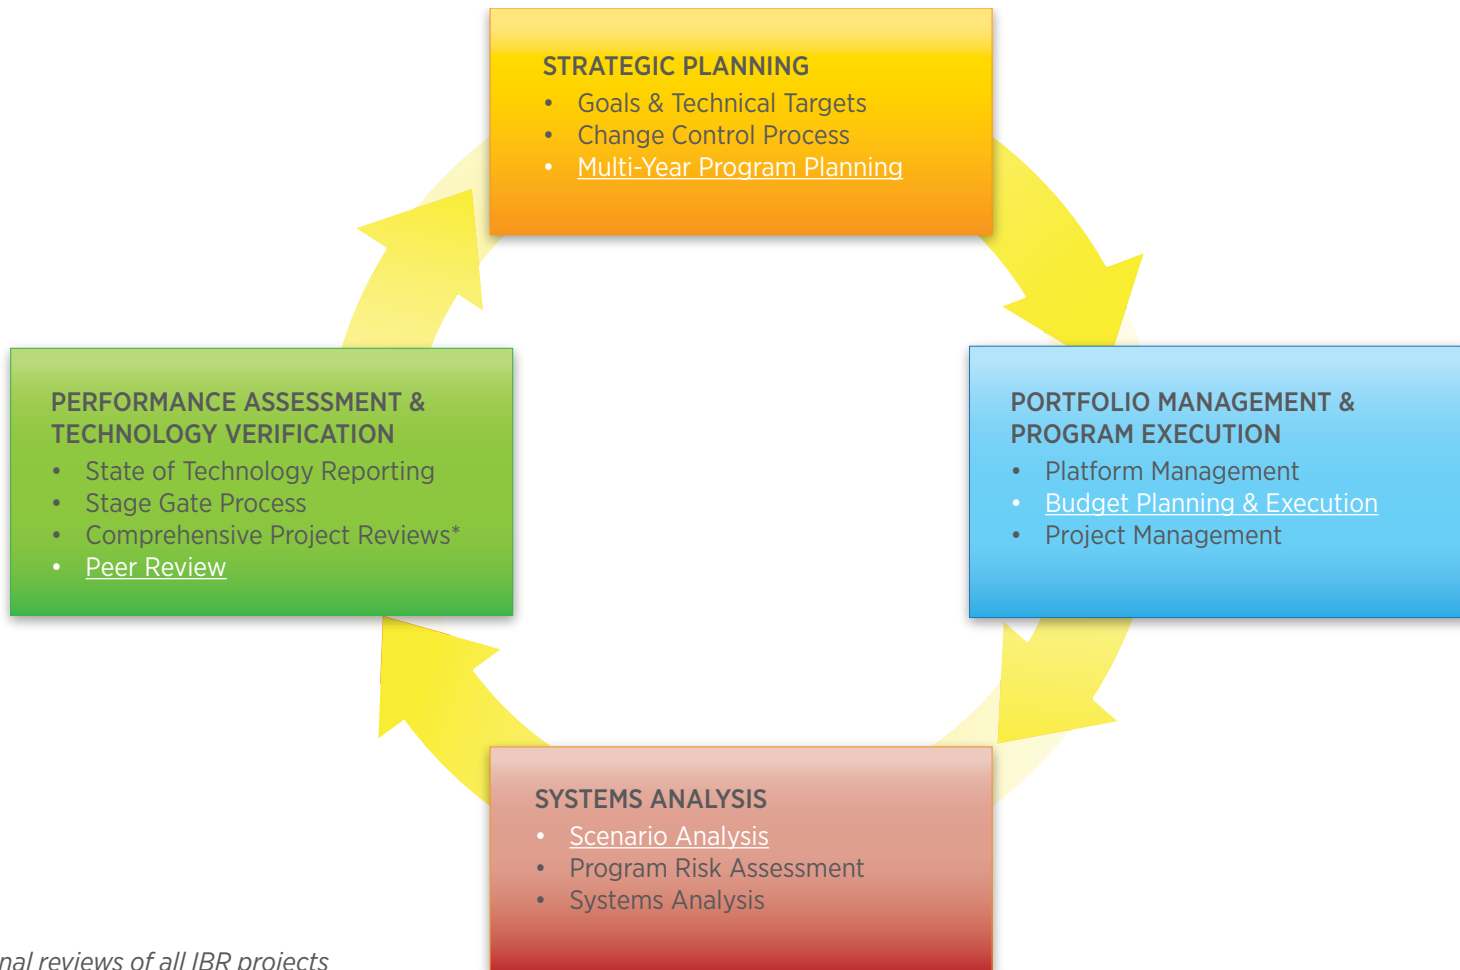 STRATEGIC PLANNING
• Goals & Technical Targets
• Change Control Process
• Multi-Year Program Planning
PERFORMANCE ASSESSMENT &
TECHNOLOGY VERIFICATION
• State of Technology Reporting
• Stage Gate Process
• Comprehensive Project Reviews*
• Peer Review
PORTFOLIO MANAGEMENT &
PROGRAM EXECUTION
• Platform Management
• Budget Planning & Execution
• Project Management
SYSTEMS ANALYSIS
• Scenario Analysis
• Program Risk Assessment
• Systems Analysis
reviews of all IBR projects